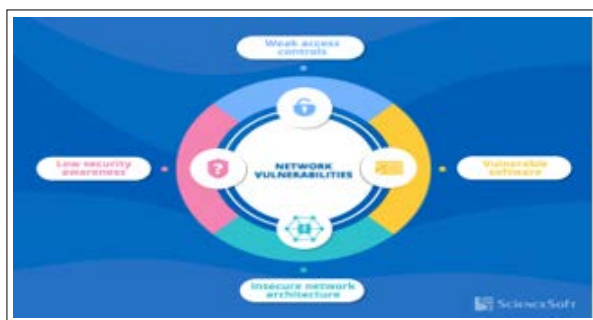 Weak access
controls
Low security
awareness
NETWORK
VULNERABILITIES
Vulnerable
software
Insecure network
architecture
ScienceSoft